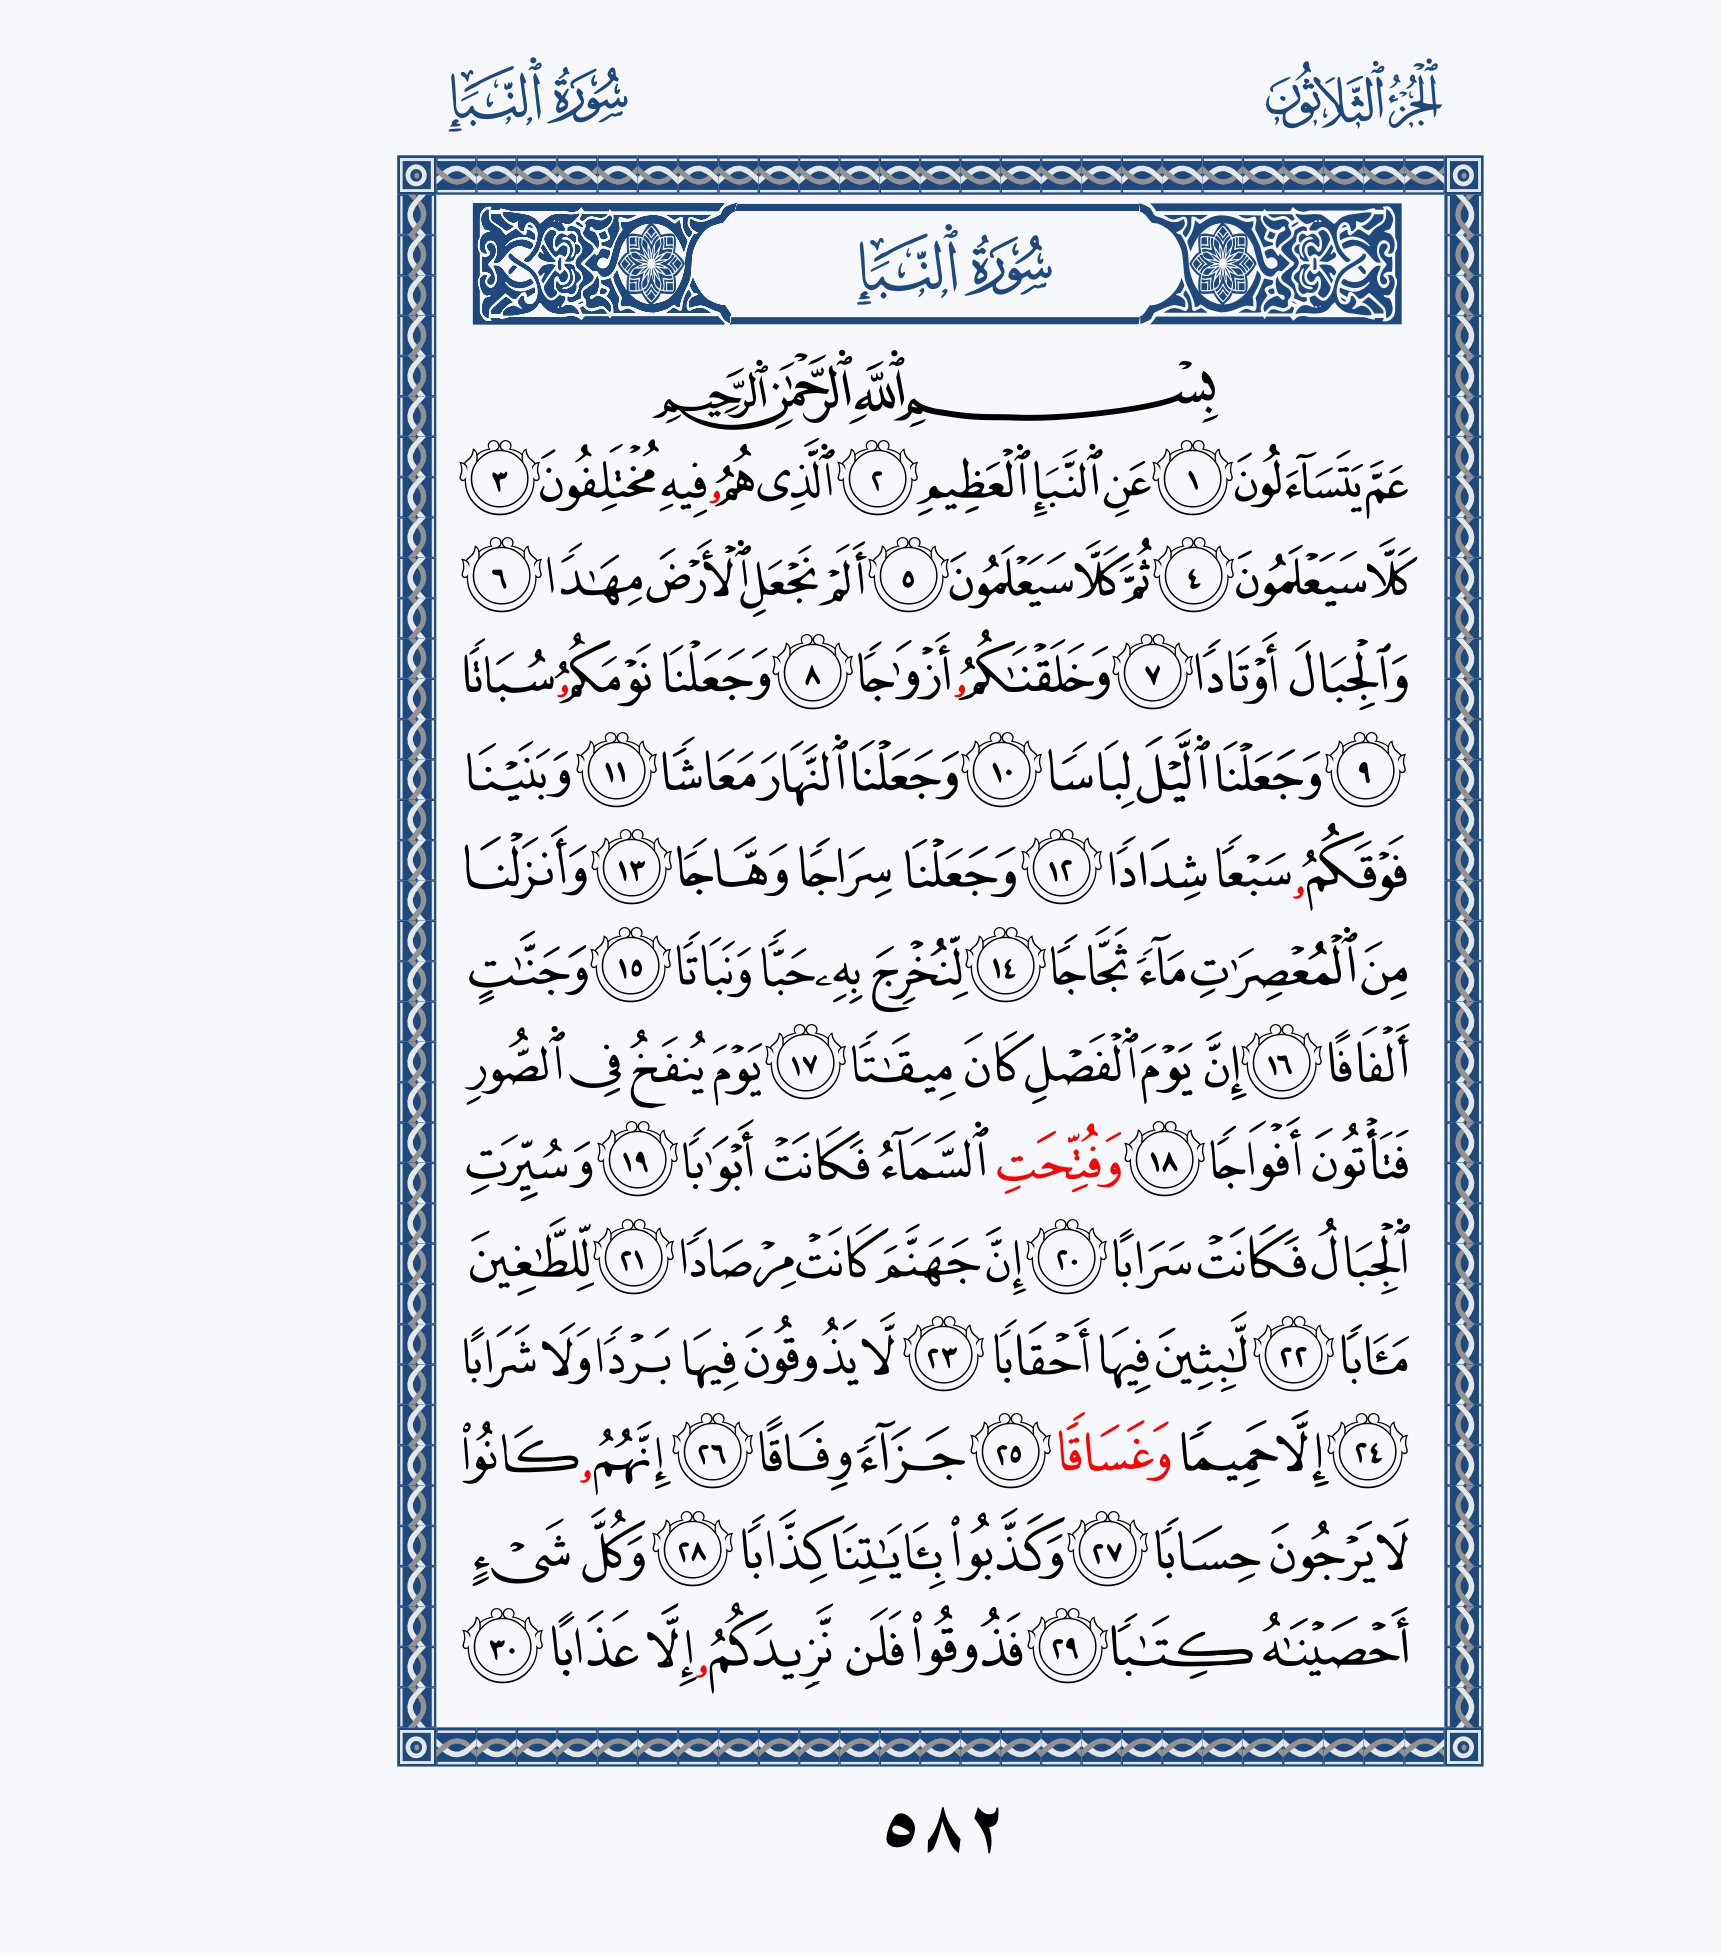 الْجُزْءُ ٱلثَّلَاثُونَ
سُورَةُ ٱلنَّبَإِ
سُورَةُ ٱلنَّبَإِ
بِسْمِ ٱللَّهِ ٱلرَّحْمَٰنِ ٱلرَّحِيمِ
عَمَّ يَتَسَآءَلُونَ ١ عَنِ ٱلنَّبَإِ ٱلْعَظِيمِ ٢ ٱلَّذِى هُمُۥ فِيهِ مُخْتَلِفُونَ ٣
كَلَّا سَيَعْلَمُونَ ٤ ثُمَّ كَلَّا سَيَعْلَمُونَ ٥ أَلَمْ نَجْعَلِ ٱلْأَرْضَ مِهَـٰدًا ٦
وَٱلْجِبَالَ أَوْتَادًا ٧ وَخَلَقْنَـٰكُمُۥ أَزْوَٰجًا ٨ وَجَعَلْنَا نَوْمَكُمُۥ سُبَاتًا
٩ وَجَعَلْنَا ٱلَّيْلَ لِبَاسًا ١٠ وَجَعَلْنَا ٱلنَّهَارَ مَعَاشًا ١١ وَبَنَيْنَا
فَوْقَكُمُۥ سَبْعًا شِدَادًا ١٢ وَجَعَلْنَا سِرَاجًا وَهَّاجًا ١٣ وَأَنزَلْنَا
مِنَ ٱلْمُعْصِرَٰتِ مَآءً ثَجَّاجًا ١٤ لِّنُخْرِجَ بِهِۦ حَبًّا وَنَبَاتًا ١٥ وَجَنَّـٰتٍ
أَلْفَافًا ١٦ إِنَّ يَوْمَ ٱلْفَصْلِ كَانَ مِيقَـٰتًا ١٧ يَوْمَ يُنفَخُ فِى ٱلصُّورِ
فَتَأْتُونَ أَفْوَاجًا ١٨ وَفُتِّحَتِ ٱلسَّمَآءُ فَكَانَتْ أَبْوَٰبًا ١٩ وَسُيِّرَتِ
ٱلْجِبَالُ فَكَانَتْ سَرَابًا ٢٠ إِنَّ جَهَنَّمَ كَانَتْ مِرْصَادًا ٢١ لِّلطَّـٰغِينَ
مَـَٔابًا ٢٢ لَّـٰبِثِينَ فِيهَا أَحْقَابًا ٢٣ لَّا يَذُوقُونَ فِيهَا بَرْدًا وَلَا شَرَابًا
٢٤ إِلَّا حَمِيمًا وَغَسَاقًا ٢٥ جَزَآءً وِفَاقًا ٢٦ إِنَّهُمُۥ كَانُوا۟
لَا يَرْجُونَ حِسَابًا ٢٧ وَكَذَّبُوا۟ بِـَٔايَـٰتِنَا كِذَّابًا ٢٨ وَكُلَّ شَىْءٍ
أَحْصَيْنَـٰهُ كِتَـٰبًا ٢٩ فَذُوقُوا۟ فَلَن نَّزِيدَكُمُۥ إِلَّا عَذَابًا ٣٠
٥٨٢